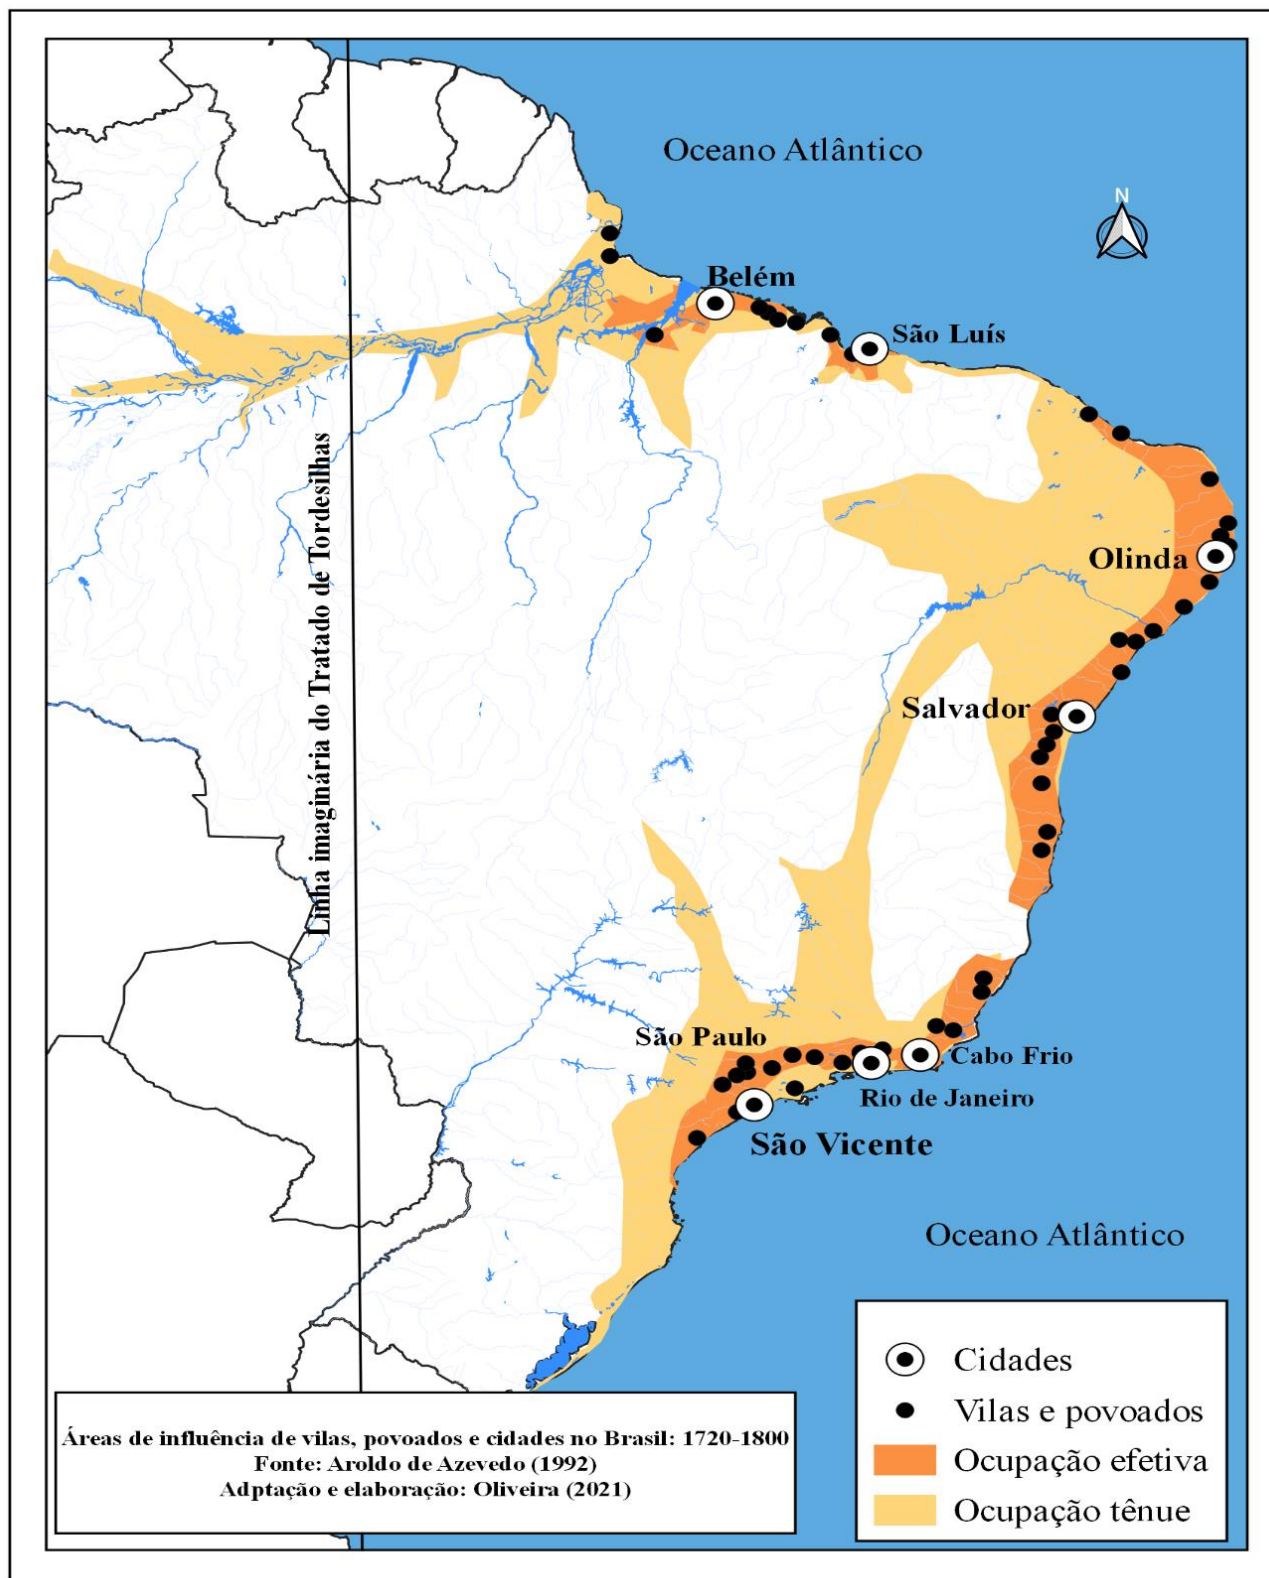 Oceano Atlântico
N
Belém
São Luís
Linha imaginária do Tratado de Tordesilhas
Olinda
Salvador
São Paulo
Cabo Frio
Rio de Janeiro
São Vicente
Oceano Atlântico
Cidades
Vilas e povoados
Ocupação efetiva
Ocupação tênue
Áreas de influência de vilas, povoados e cidades no Brasil: 1720-1800
Fonte: Aroldo de Azevedo (1992)
Adptação e elaboração: Oliveira (2021)